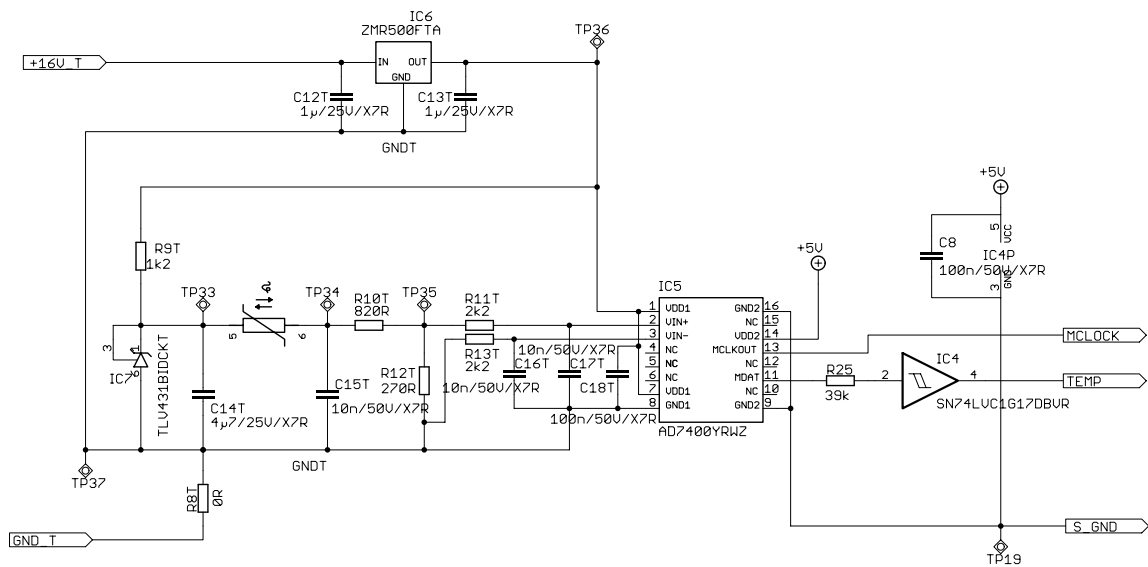 IC6
ZMR500FTA
TP36
+16V_T
IN OUT
GND
C12T
1µ/25V/X7R
C13T
1µ/25V/X7R
GNDT
+5V
5
VCC
C8
100n/50V/X7R
IC4P
GND
3
+5V
R9T
1k2
TP33
TP34
TP35
5
6
R10T
820R
R11T
2k2
R13T
2k2
IC5
1 VDD1 GND2 16
2 VIN+ NC 15
3 VIN- VDD2 14
4 NC MCLKOUT 13
5 NC NC 12
6 NC MDAT 11
7 VDD1 NC 10
8 GND1 GND2 9
AD7400YRWZ
MCLOCK
3
1
IC7
TLV431BIDCKT
C14T
4µ7/25V/X7R
C15T
10n/50V/X7R
R12T
270R
10n/50V/X7R
C16T
10n/50V/X7R
C17T
C18T
100n/50V/X7R
R25
39k
2
IC4
4
SN74LVC1G17DBVR
TEMP
GNDT
TP37
R8T
0R
GND_T
S_GND
TP19